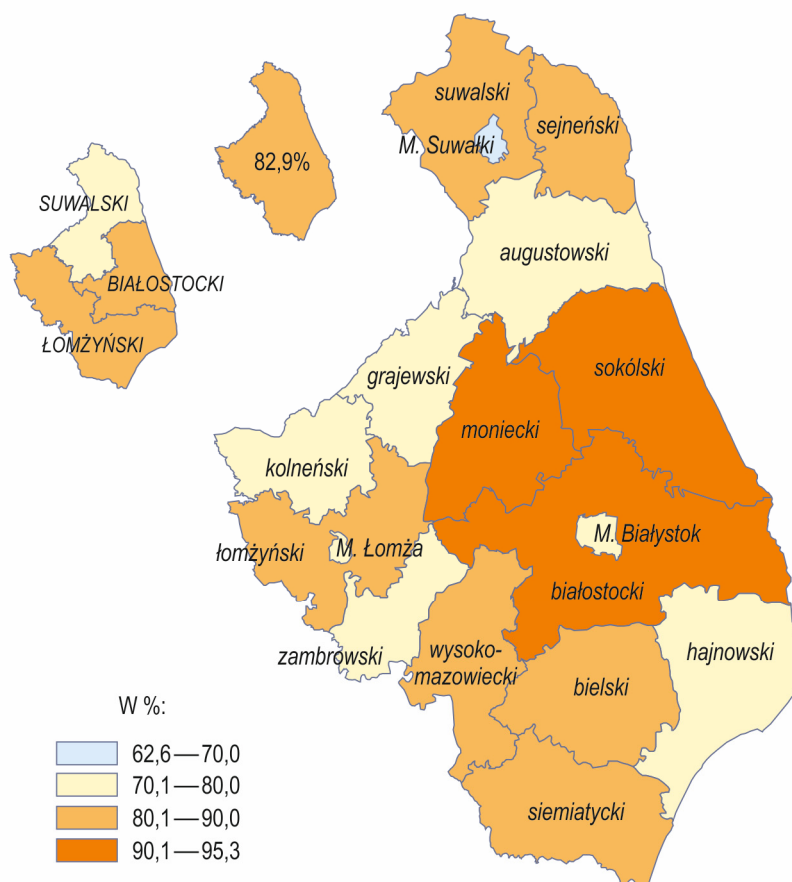 suwalski
sejneński
M. Suwałki
82,9%
SUWALSKI
augustowski
BIAŁOSTOCKI
ŁOMŻYŃSKI
sokólski
grajewski
moniecki
kolneński
M. Białystok
M. Łomża
łomżyński
białostocki
hajnowski
zambrowski
wysoko-
mazowiecki
bielski
W %:
62,6—70,0
70,1—80,0
80,1—90,0
90,1—95,3
siemiatycki